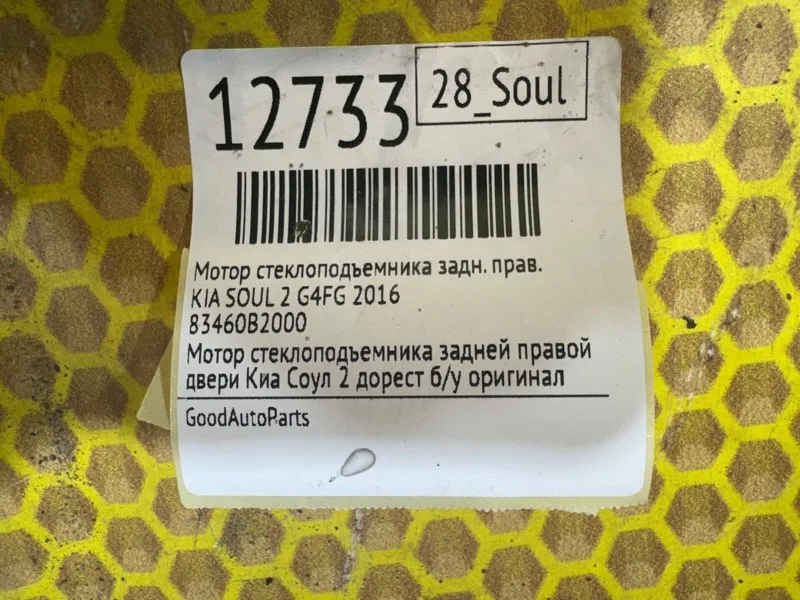 12733
28_Soul
Мотор стеклоподъемника задн. прав.
KIA SOUL 2 G4FG 2016
83460B2000
Мотор стеклоподъемника задней правой
двери Киа Соул 2 дорест б/у оригинал
GoodAutoParts